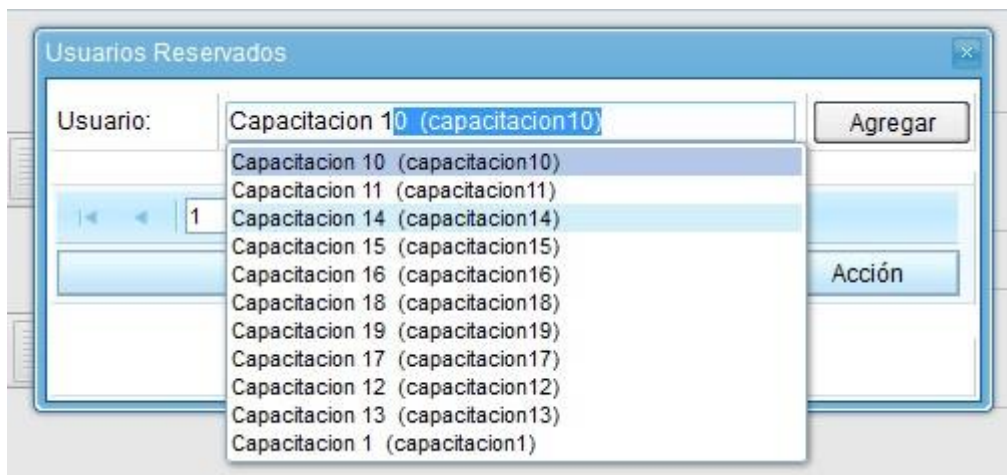 Usuarios Reservados
Usuario: Capacitacion 10 (capacitacion10) Agregar
Capacitacion 10 (capacitacion10)
Capacitacion 11 (capacitacion11)
Capacitacion 14 (capacitacion14)
Capacitacion 15 (capacitacion15)
Capacitacion 16 (capacitacion16)
Capacitacion 18 (capacitacion18)
Capacitacion 19 (capacitacion19)
Capacitacion 17 (capacitacion17)
Capacitacion 12 (capacitacion12)
Capacitacion 13 (capacitacion13)
Capacitacion 1 (capacitacion1)
1
Acción